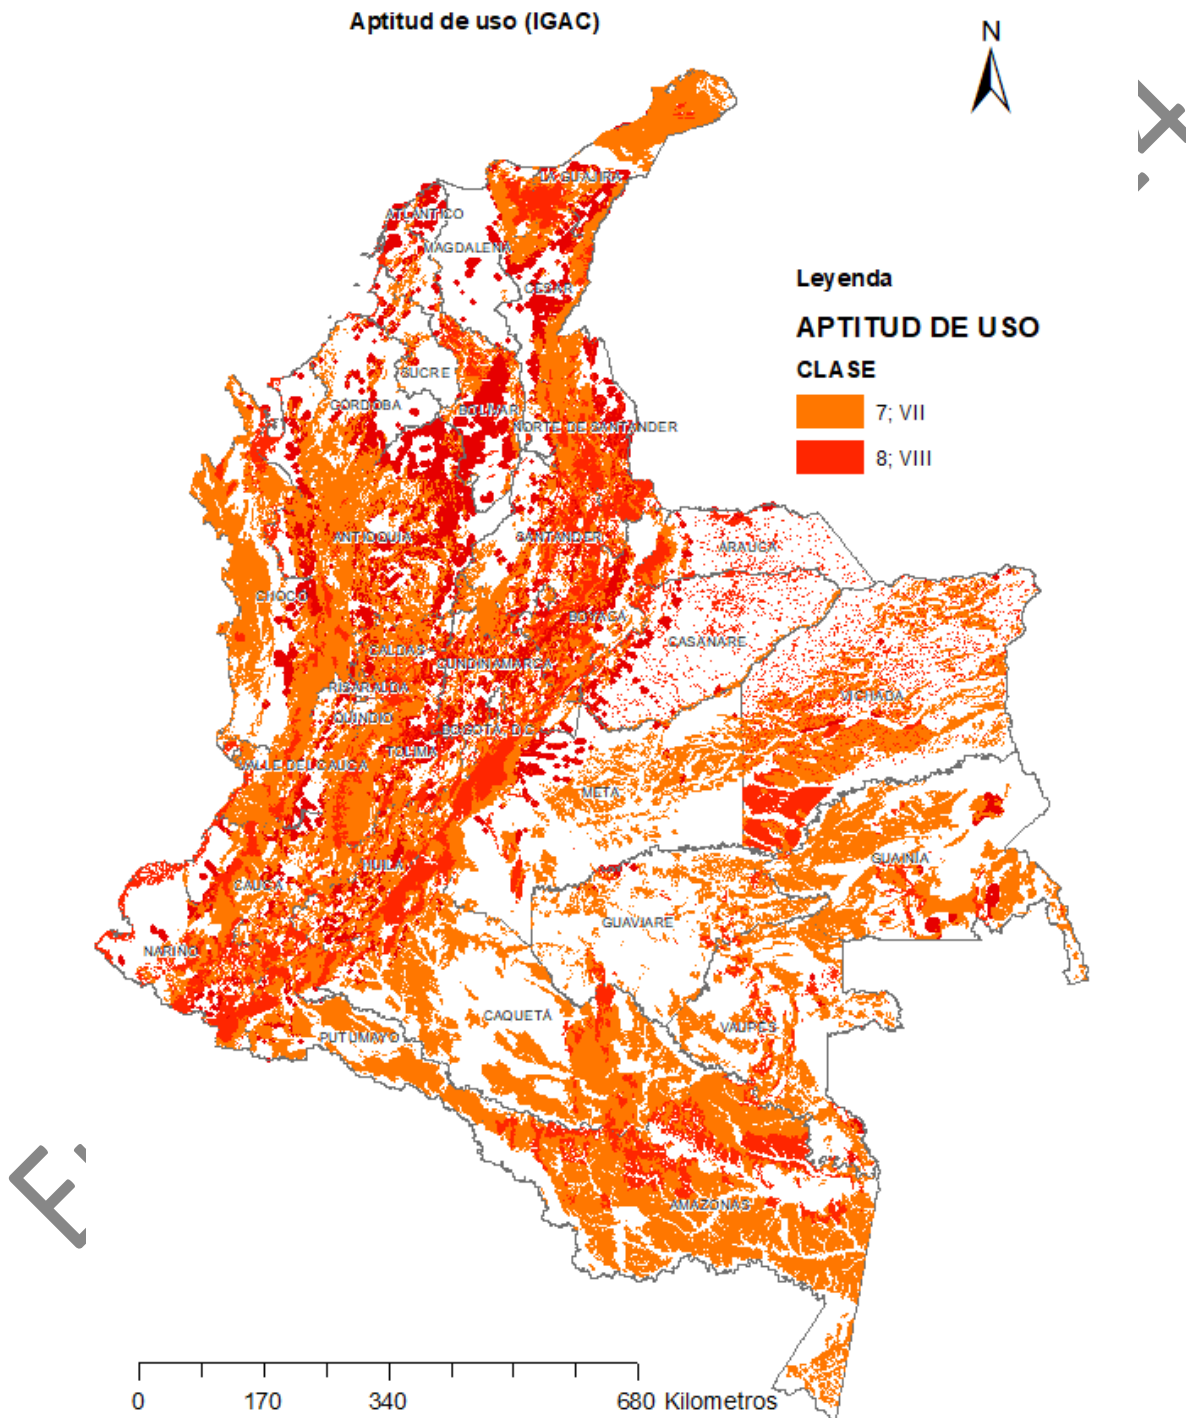 Aptitud de uso (IGAC)
N
LA GUAJIRA
ATLANTICO
MAGDALENA
CESAR
Leyenda
APTITUD DE USO
CLASE
7; VII
8; VIII
SUCRE
CORDOBA
BOLIVAR
NORTE DE SANTANDER
ANTIOQUIA
SANTANDER
ARAUCA
CHOCO
BOYACÁ
CASANARE
CALDAS
CUNDINAMARCA
RISARALDA
VICHADA
QUINDIO
BOGOTA, D.C.
TOLIMA
VALLE DEL CAUCA
META
HUILA
GUAINIA
CAUCA
GUAVIARE
NARIÑO
CAQUETÁ
VAUPES
PUTUMAYO
AMAZONAS
0 170 340 680 Kilometros